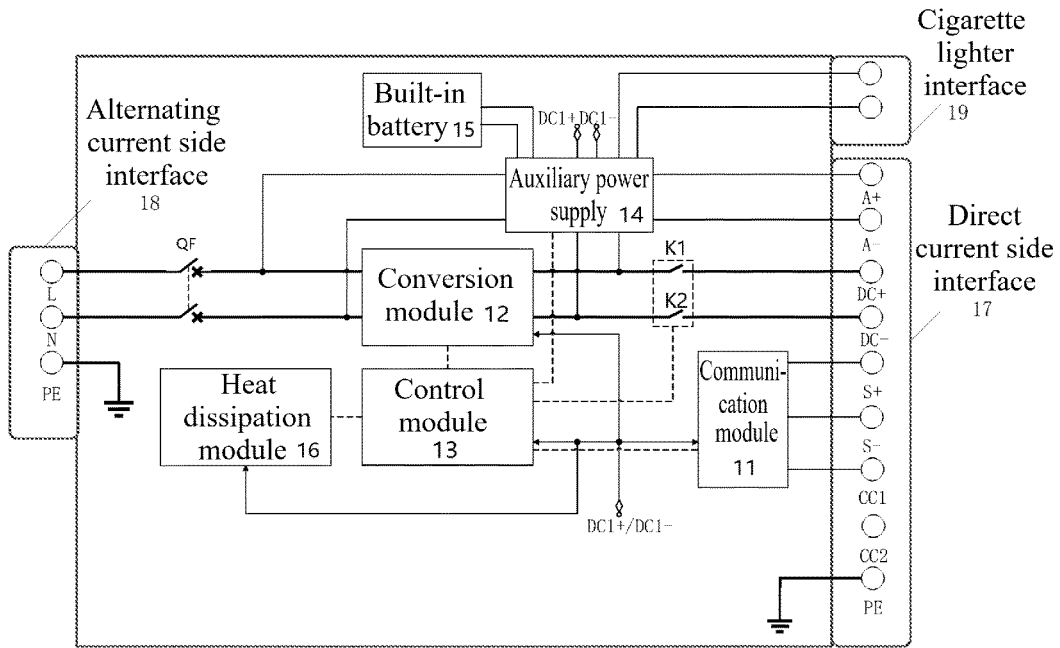 Cigarette
lighter
interface
19
Alternating
current side
interface
18
Built-in
battery 15
DC1+DC1-
Auxiliary power
supply 14
A+
A-
Direct
current side
interface
17
QF
K1
L
Conversion
module 12
K2
DC+
N
DC-
PE
Heat
dissipation
module 16
Control
module
13
Communi-
cation
module
11
S+
S-
CC1
DC1+/DC1-
CC2
PE